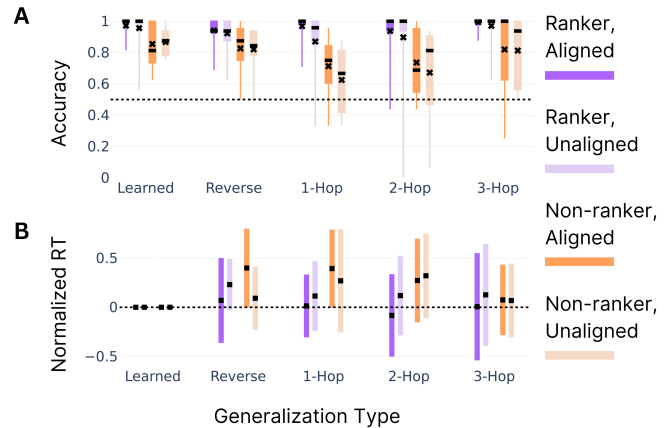 A
Accuracy
1
0.8
0.6
0.4
0.2
0
Learned
Reverse
1-Hop
2-Hop
3-Hop
B
Normalized RT
0.5
0
−0.5
Learned
Reverse
1-Hop
2-Hop
3-Hop
Generalization Type
Ranker,
Aligned
Ranker,
Unaligned
Non-ranker,
Aligned
Non-ranker,
Unaligned